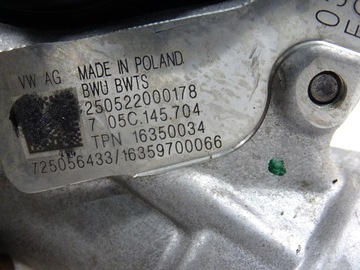 VW AG MADE IN POLAND
BWU BWTS
250522000178
7 05C.145.704
TPN 16350034
725056433/16359700066